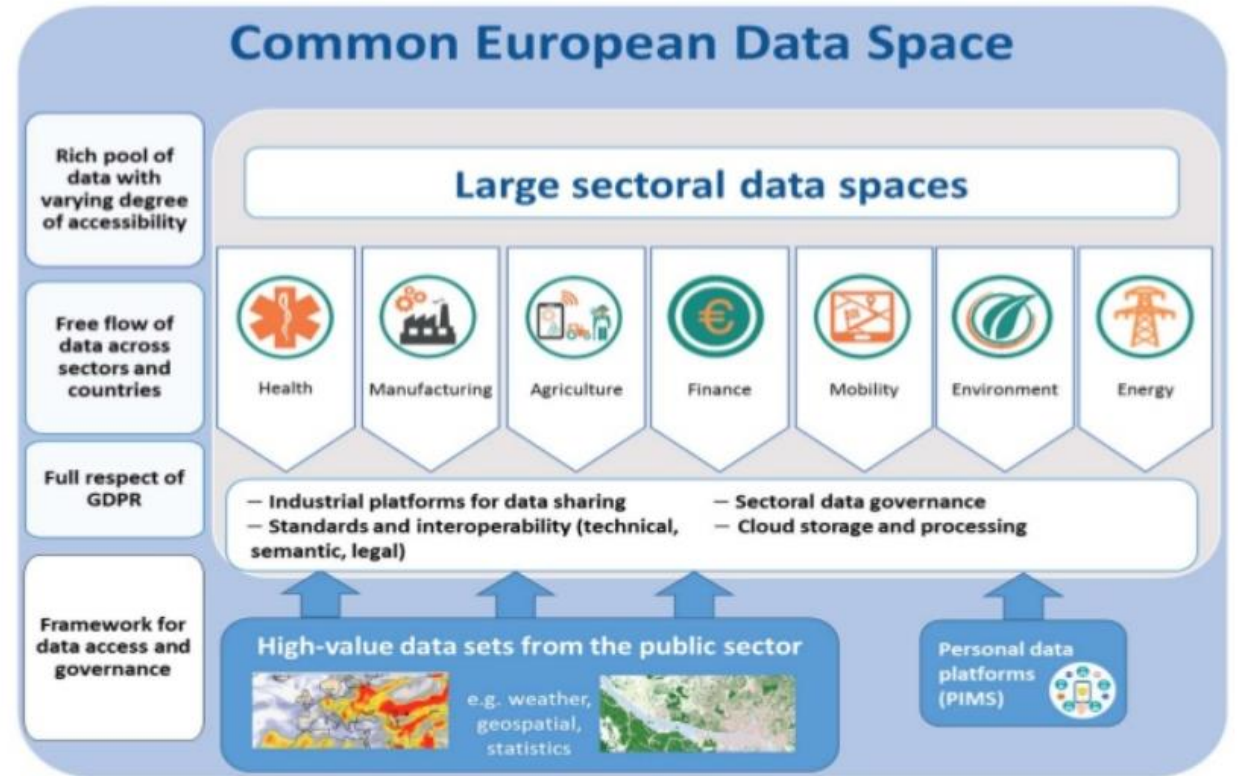 Common European Data Space
Rich pool of
data with
varying degree
of accessibility
Free flow of
data across
sectors and
countries
Full respect of
GDPR
Framework for
data access and
governance
Large sectoral data spaces
Health
Manufacturing
Agriculture
Finance
Mobility
Environment
Energy
— Industrial platforms for data sharing
— Standards and interoperability (technical,
semantic, legal)
— Sectoral data governance
— Cloud storage and processing
High-value data sets from the public sector
e.g. weather,
geospatial,
statistics
Personal data
platforms
(PIMS)